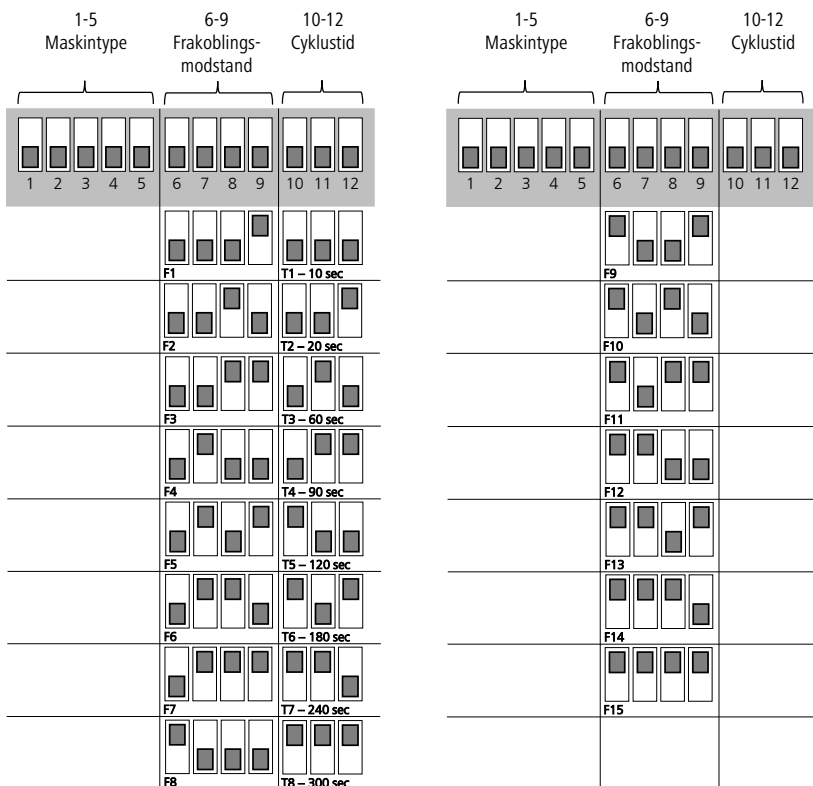 1-5
Maskintype
6-9
Frakoblings-
modstand
10-12
Cyklustid
1 2 3 4 5 6 7 8 9 10 11 12
F1 T1 – 10 sec
F2 T2 – 20 sec
F3 T3 – 60 sec
F4 T4 – 90 sec
F5 T5 – 120 sec
F6 T6 – 180 sec
F7 T7 – 240 sec
F8 T8 – 300 sec
1-5
Maskintype
6-9
Frakoblings-
modstand
10-12
Cyklustid
1 2 3 4 5 6 7 8 9 10 11 12
F9
F10
F11
F12
F13
F14
F15